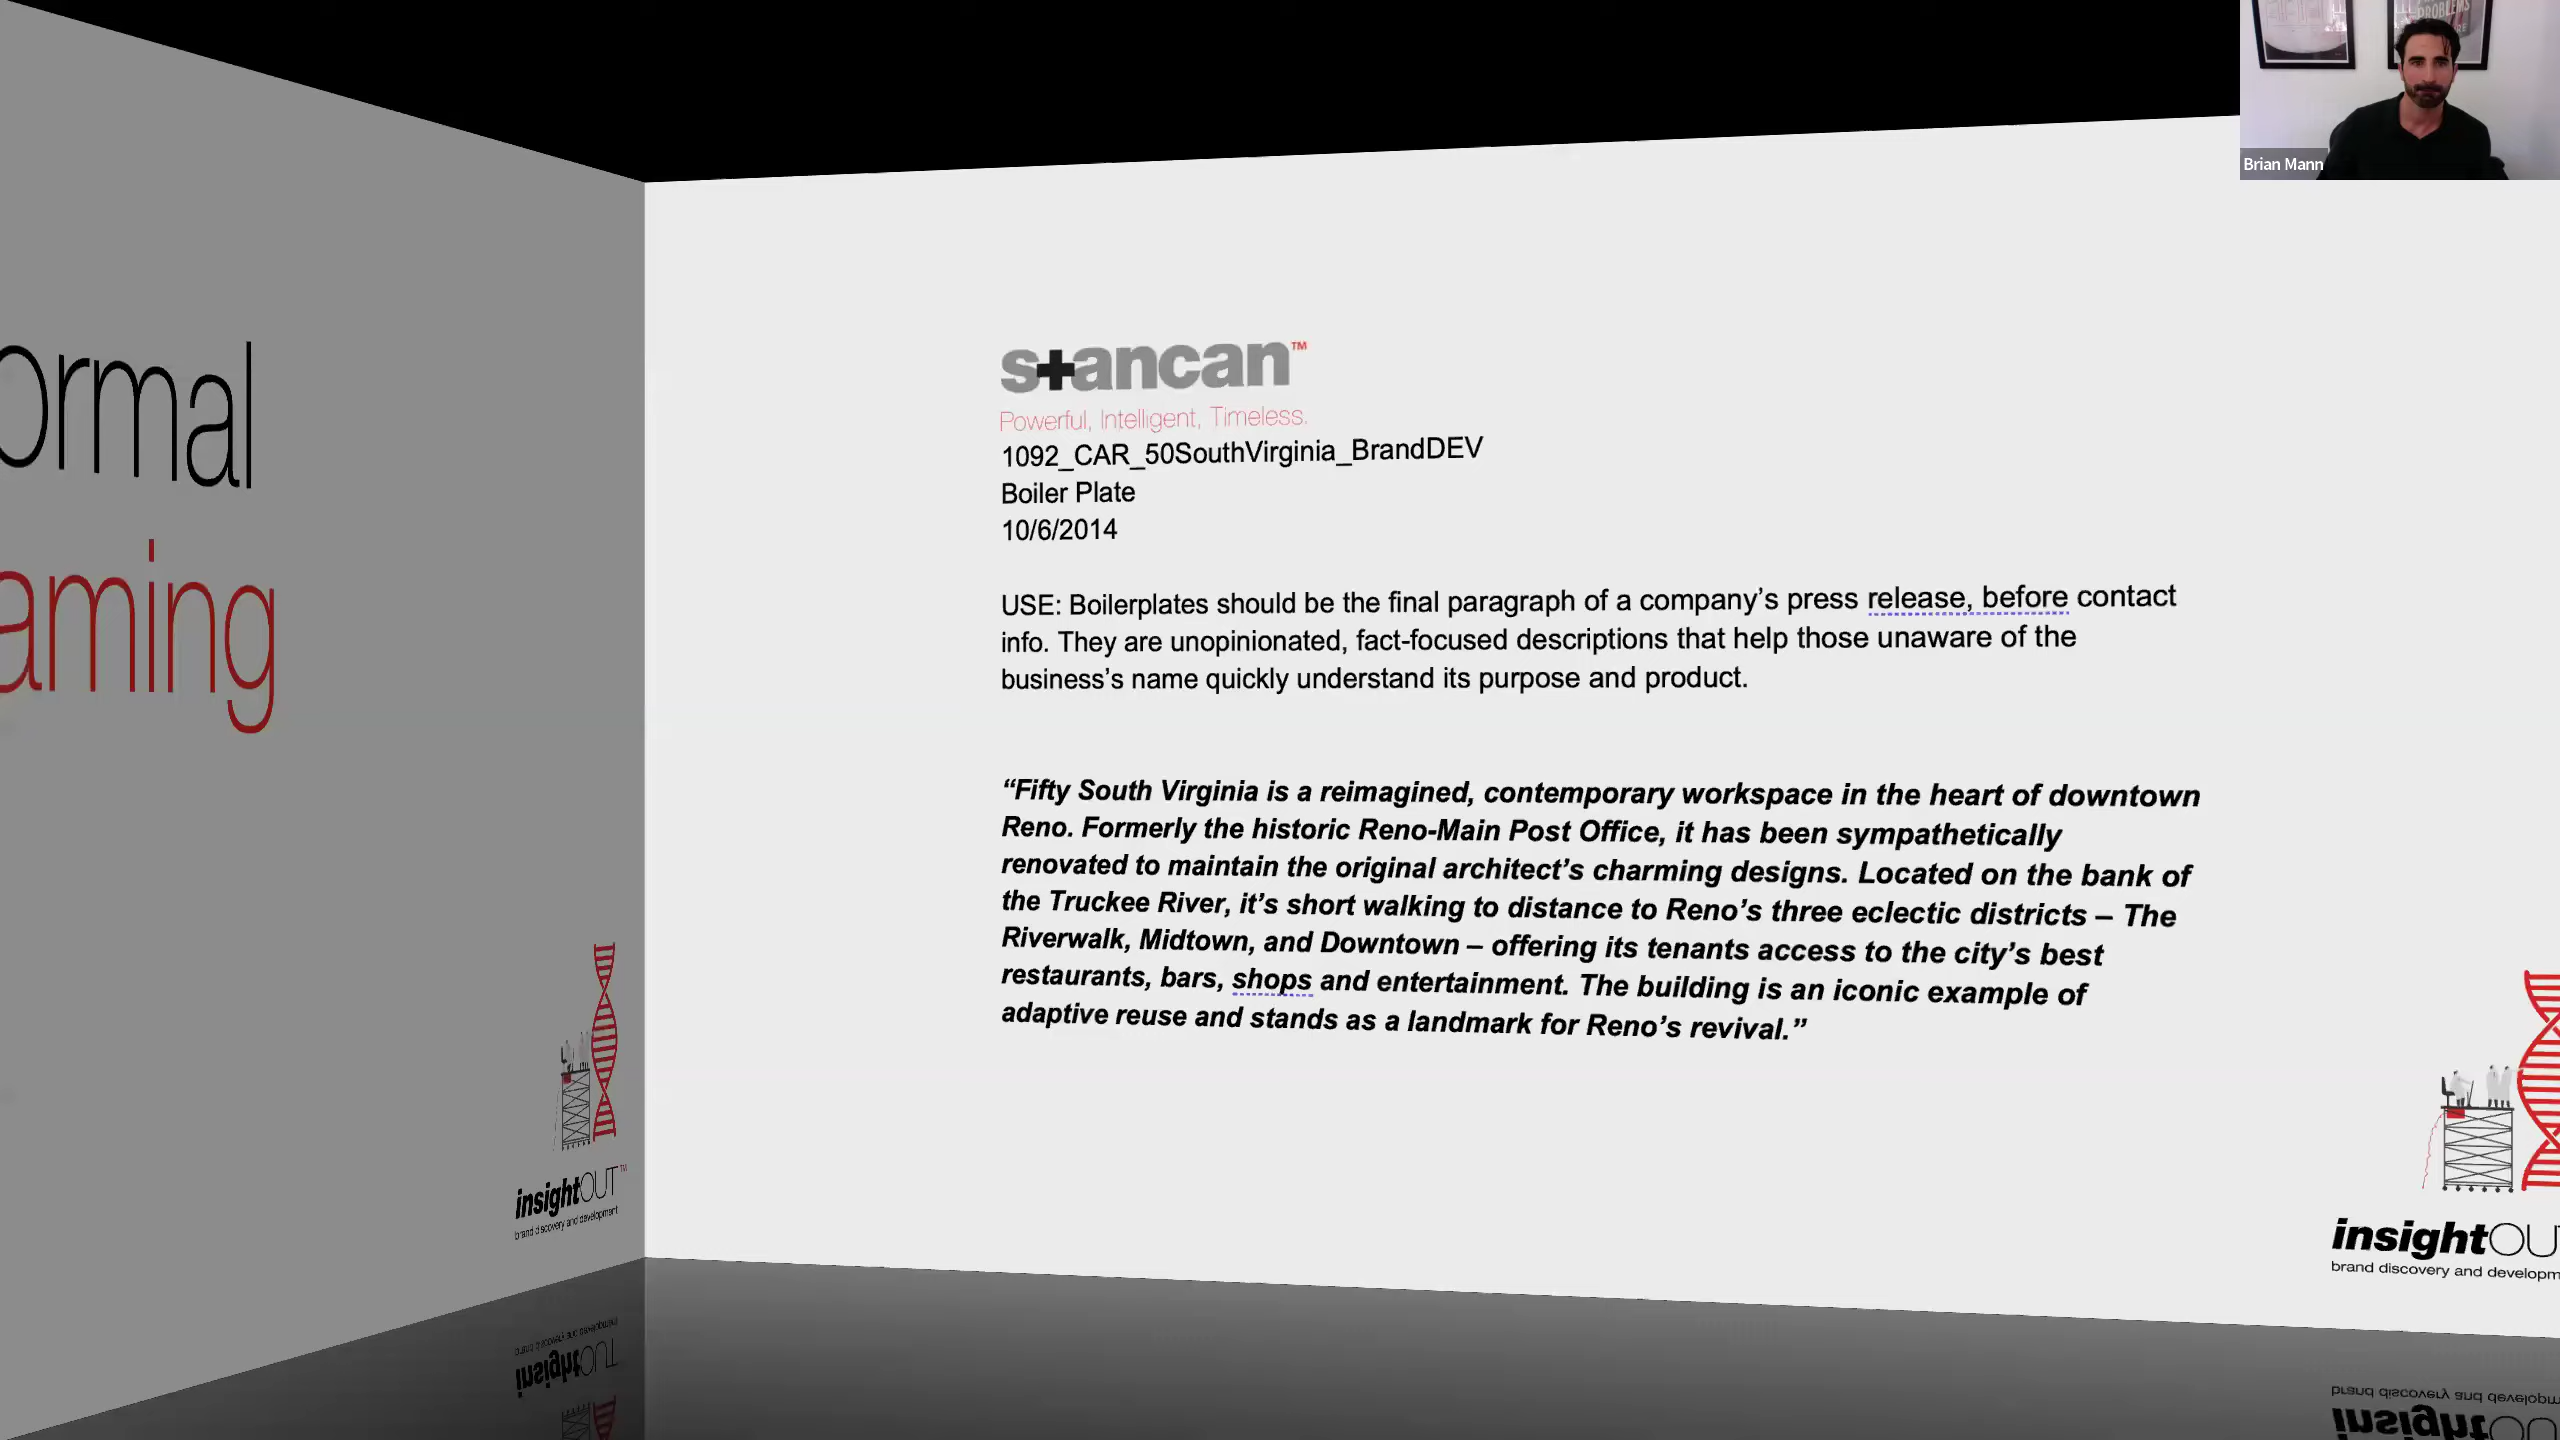 PROBLEMS
Brian Mann
ormal
aming
s+ancan™
Powerful, Intelligent, Timeless.
1092_CAR_50SouthVirginia_BrandDEV
Boiler Plate
10/6/2014
USE: Boilerplates should be the final paragraph of a company’s press release, before contact
info. They are unopinionated, fact-focused descriptions that help those unaware of the
business’s name quickly understand its purpose and product.
“Fifty South Virginia is a reimagined, contemporary workspace in the heart of downtown
Reno. Formerly the historic Reno-Main Post Office, it has been sympathetically
renovated to maintain the original architect’s charming designs. Located on the bank of
the Truckee River, it’s short walking to distance to Reno’s three eclectic districts – The
Riverwalk, Midtown, and Downtown – offering its tenants access to the city’s best
restaurants, bars, shops and entertainment. The building is an iconic example of
adaptive reuse and stands as a landmark for Reno’s revival.”
insightOUT™
brand discovery and development
insightOU
brand discovery and developm